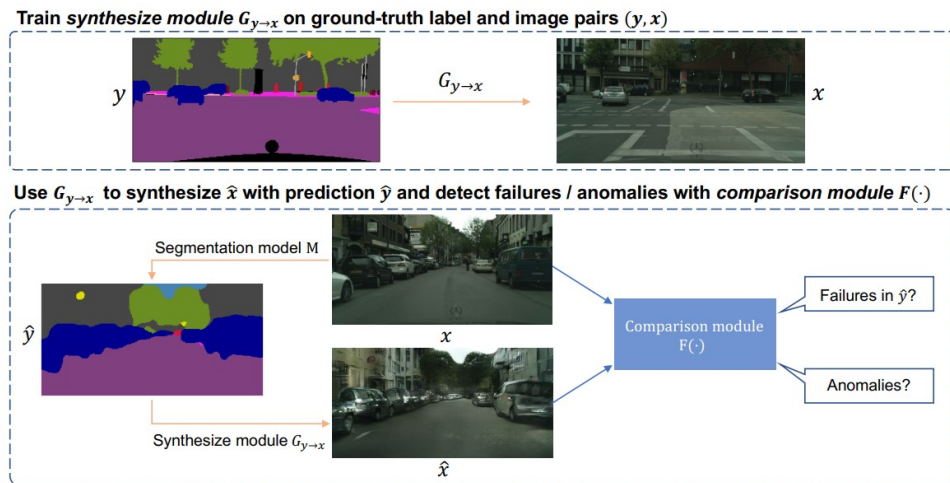 Train synthesize module G_{y→x} on ground-truth label and image pairs (y, x)
y
G_{y→x}
x
Use G_{y→x} to synthesize x̂ with prediction ŷ and detect failures / anomalies with comparison module F(·)
Segmentation model M
ŷ
x
Synthesize module G_{y→x}
x̂
Comparison module
F(·)
Failures in ŷ?
Anomalies?